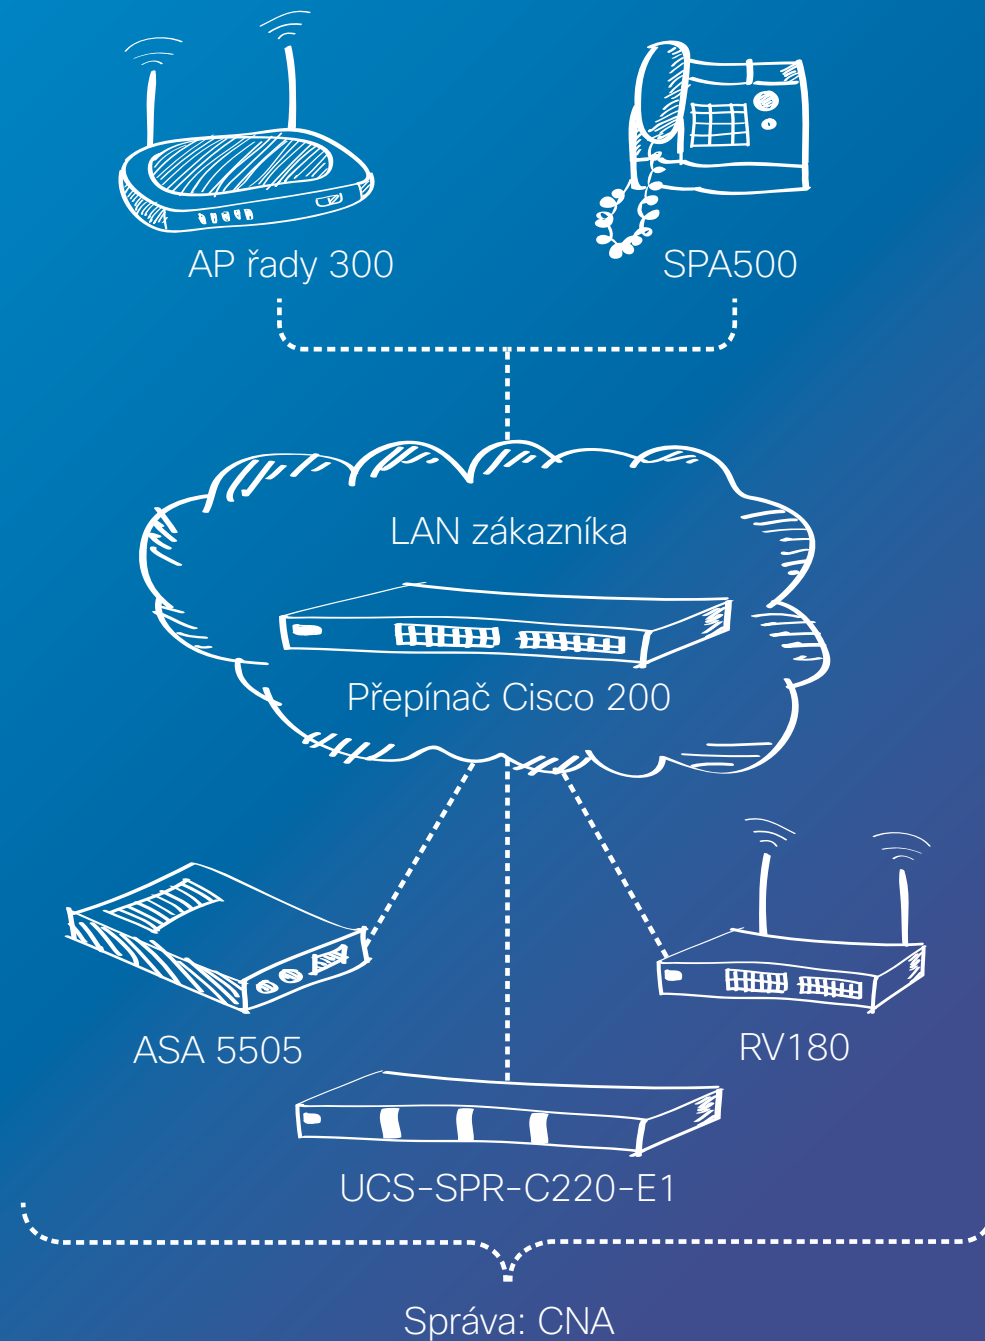 AP řady 300
SPA500
LAN zákazníka
Přepínač Cisco 200
ASA 5505
RV180
UCS-SPR-C220-E1
Správa: CNA